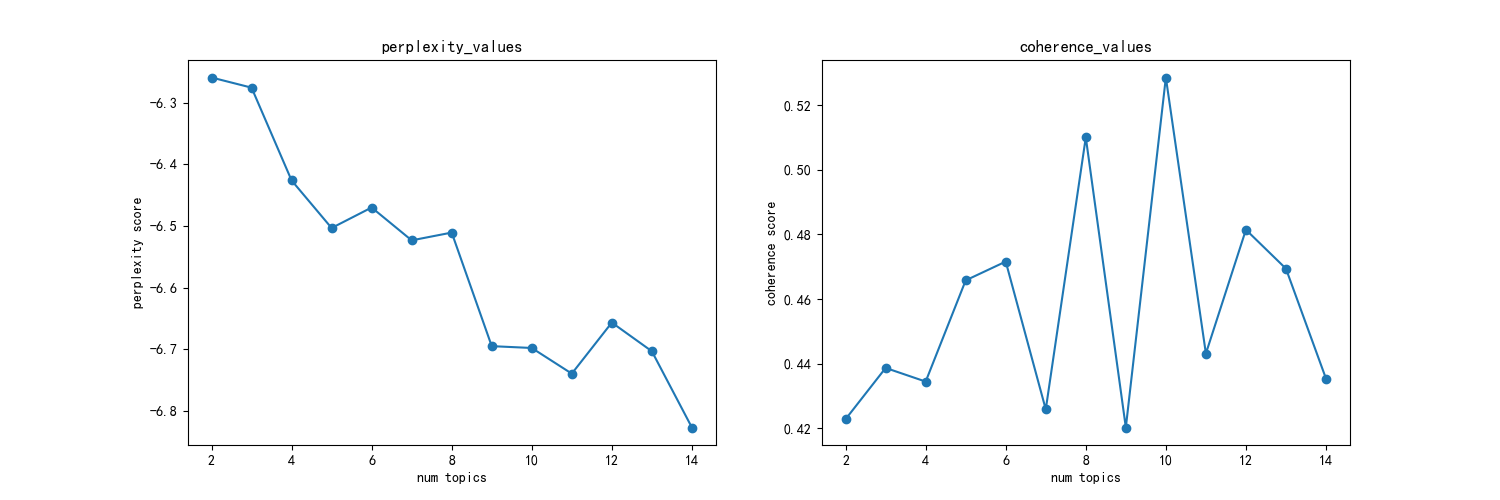 perplexity_values
perplexity score
-6.3
-6.4
-6.5
-6.6
-6.7
-6.8
2 4 6 8 10 12 14
num topics
coherence_values
coherence score
0.52
0.50
0.48
0.46
0.44
0.42
2 4 6 8 10 12 14
num topics